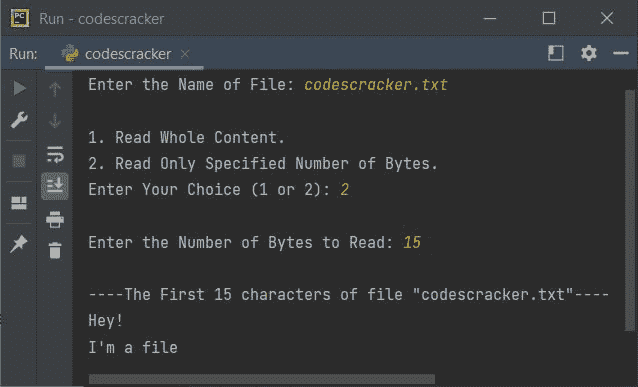 PC
Run - codescracker
Run: codescracker
Enter the Name of File: codescracker.txt
1. Read Whole Content.
2. Read Only Specified Number of Bytes.
Enter Your Choice (1 or 2): 2
Enter the Number of Bytes to Read: 15
----The First 15 characters of file "codescracker.txt"----
Hey!
I'm a file